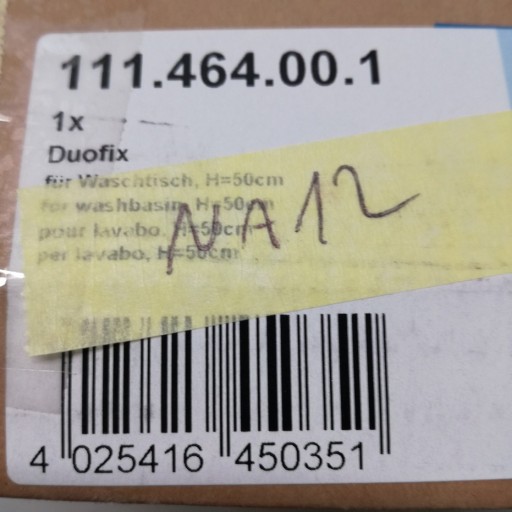 111.464.00.1
1x
Duofix
für Waschtisch, H=50cm
for washbasin, H=50cm
pour lavabo, H=50cm
per lavabo, H=50cm
NA12
4 025416 450351